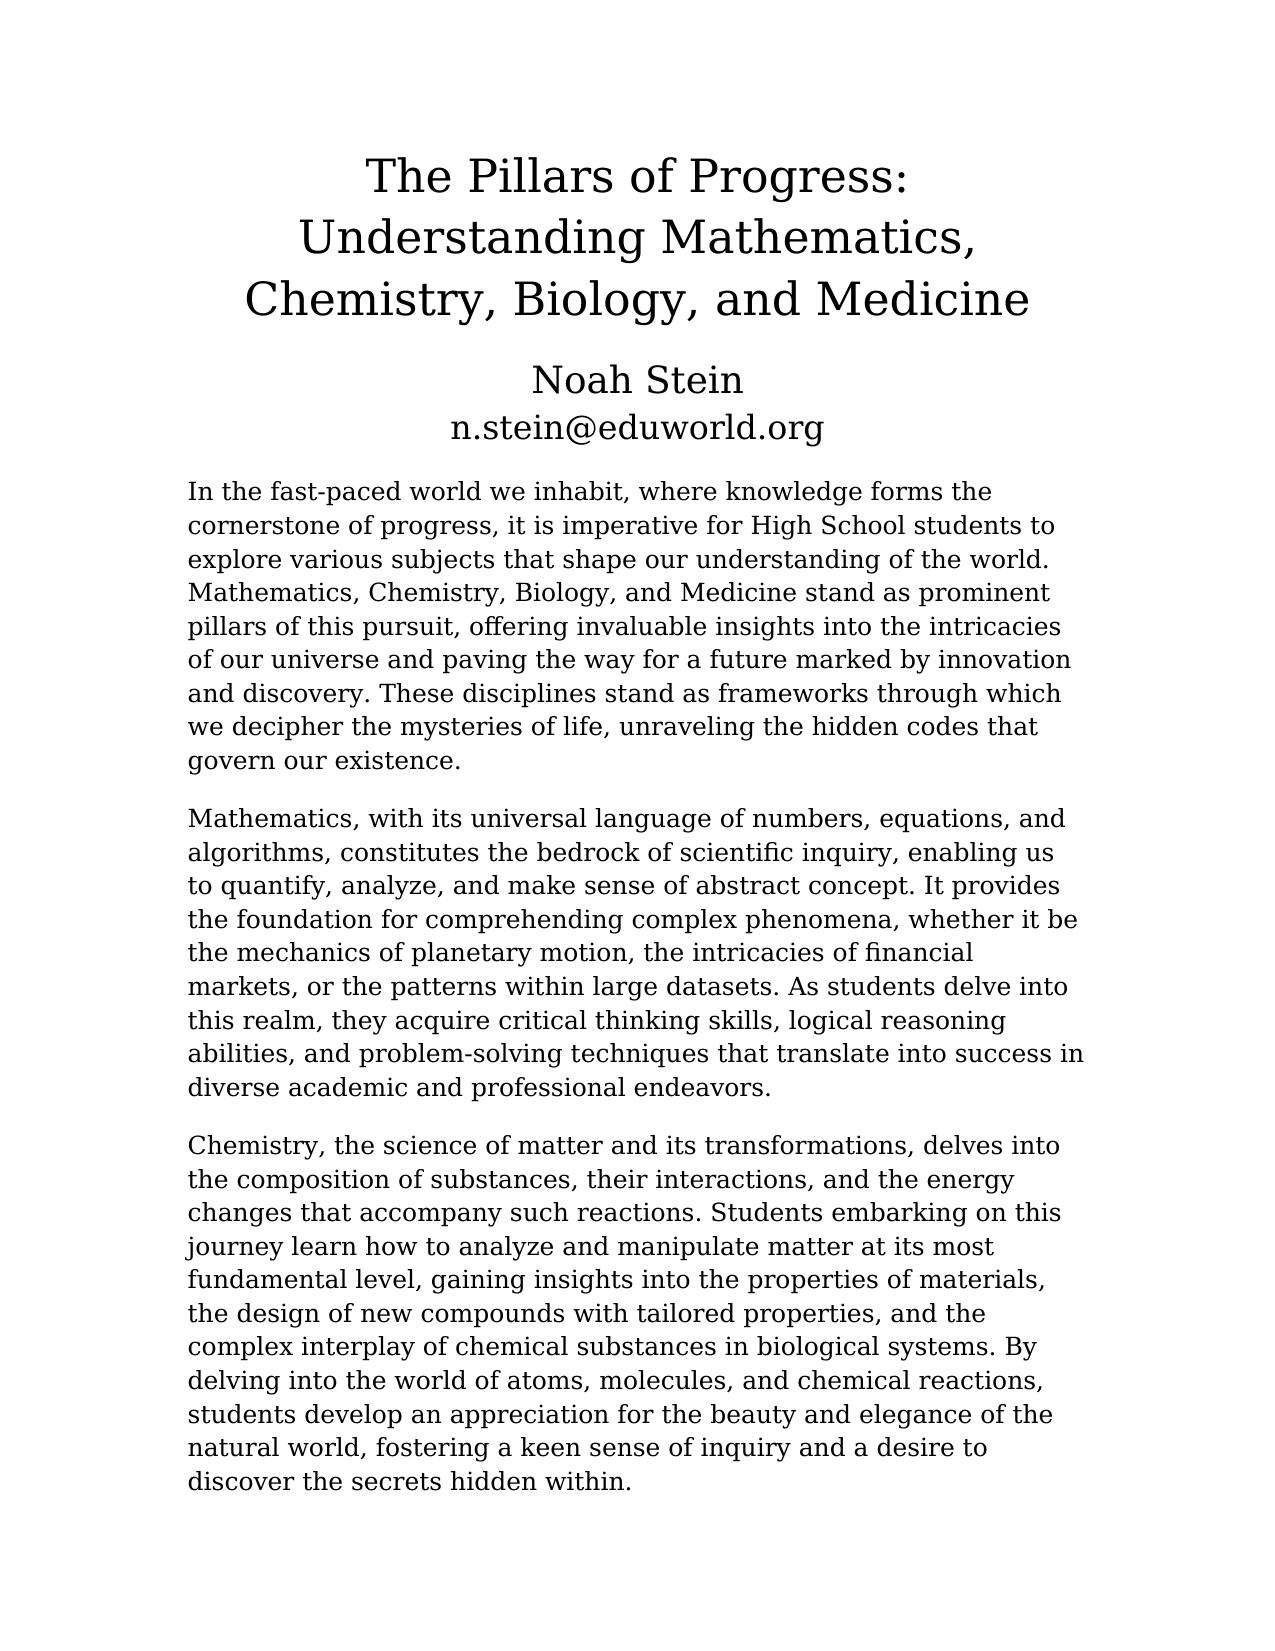 The Pillars of Progress:
Understanding Mathematics,
Chemistry, Biology, and Medicine
Noah Stein
n.stein@eduworld.org
In the fast-paced world we inhabit, where knowledge forms the
cornerstone of progress, it is imperative for High School students to
explore various subjects that shape our understanding of the world.
Mathematics, Chemistry, Biology, and Medicine stand as prominent
pillars of this pursuit, offering invaluable insights into the intricacies
of our universe and paving the way for a future marked by innovation
and discovery. These disciplines stand as frameworks through which
we decipher the mysteries of life, unraveling the hidden codes that
govern our existence.
Mathematics, with its universal language of numbers, equations, and
algorithms, constitutes the bedrock of scientific inquiry, enabling us
to quantify, analyze, and make sense of abstract concept. It provides
the foundation for comprehending complex phenomena, whether it be
the mechanics of planetary motion, the intricacies of financial
markets, or the patterns within large datasets. As students delve into
this realm, they acquire critical thinking skills, logical reasoning
abilities, and problem-solving techniques that translate into success in
diverse academic and professional endeavors.
Chemistry, the science of matter and its transformations, delves into
the composition of substances, their interactions, and the energy
changes that accompany such reactions. Students embarking on this
journey learn how to analyze and manipulate matter at its most
fundamental level, gaining insights into the properties of materials,
the design of new compounds with tailored properties, and the
complex interplay of chemical substances in biological systems. By
delving into the world of atoms, molecules, and chemical reactions,
students develop an appreciation for the beauty and elegance of the
natural world, fostering a keen sense of inquiry and a desire to
discover the secrets hidden within.